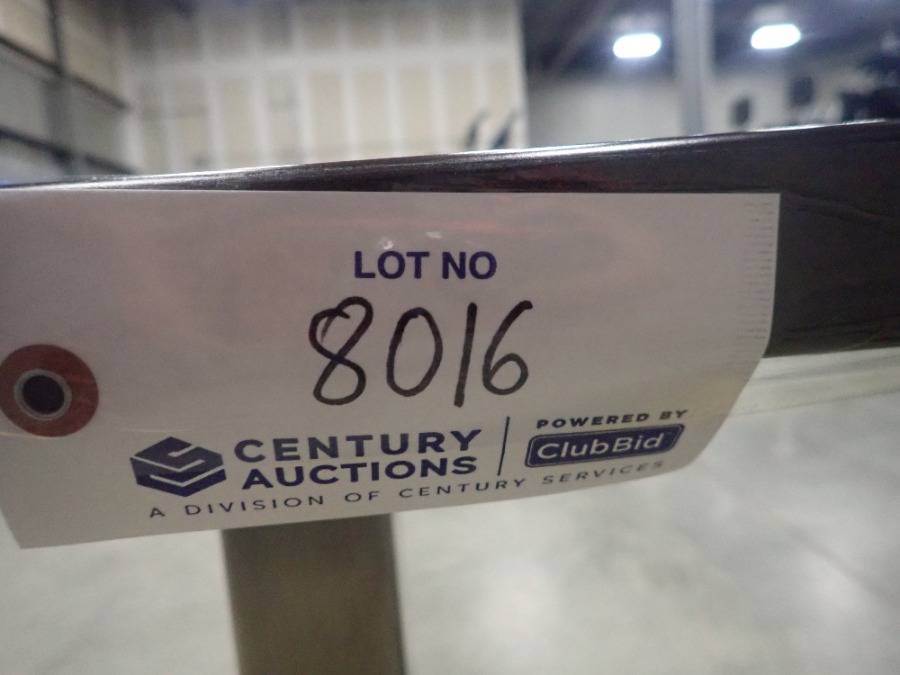 LOT NO
8016
CENTURY AUCTIONS
POWERED BY
ClubBid
A DIVISION OF CENTURY SERVICES